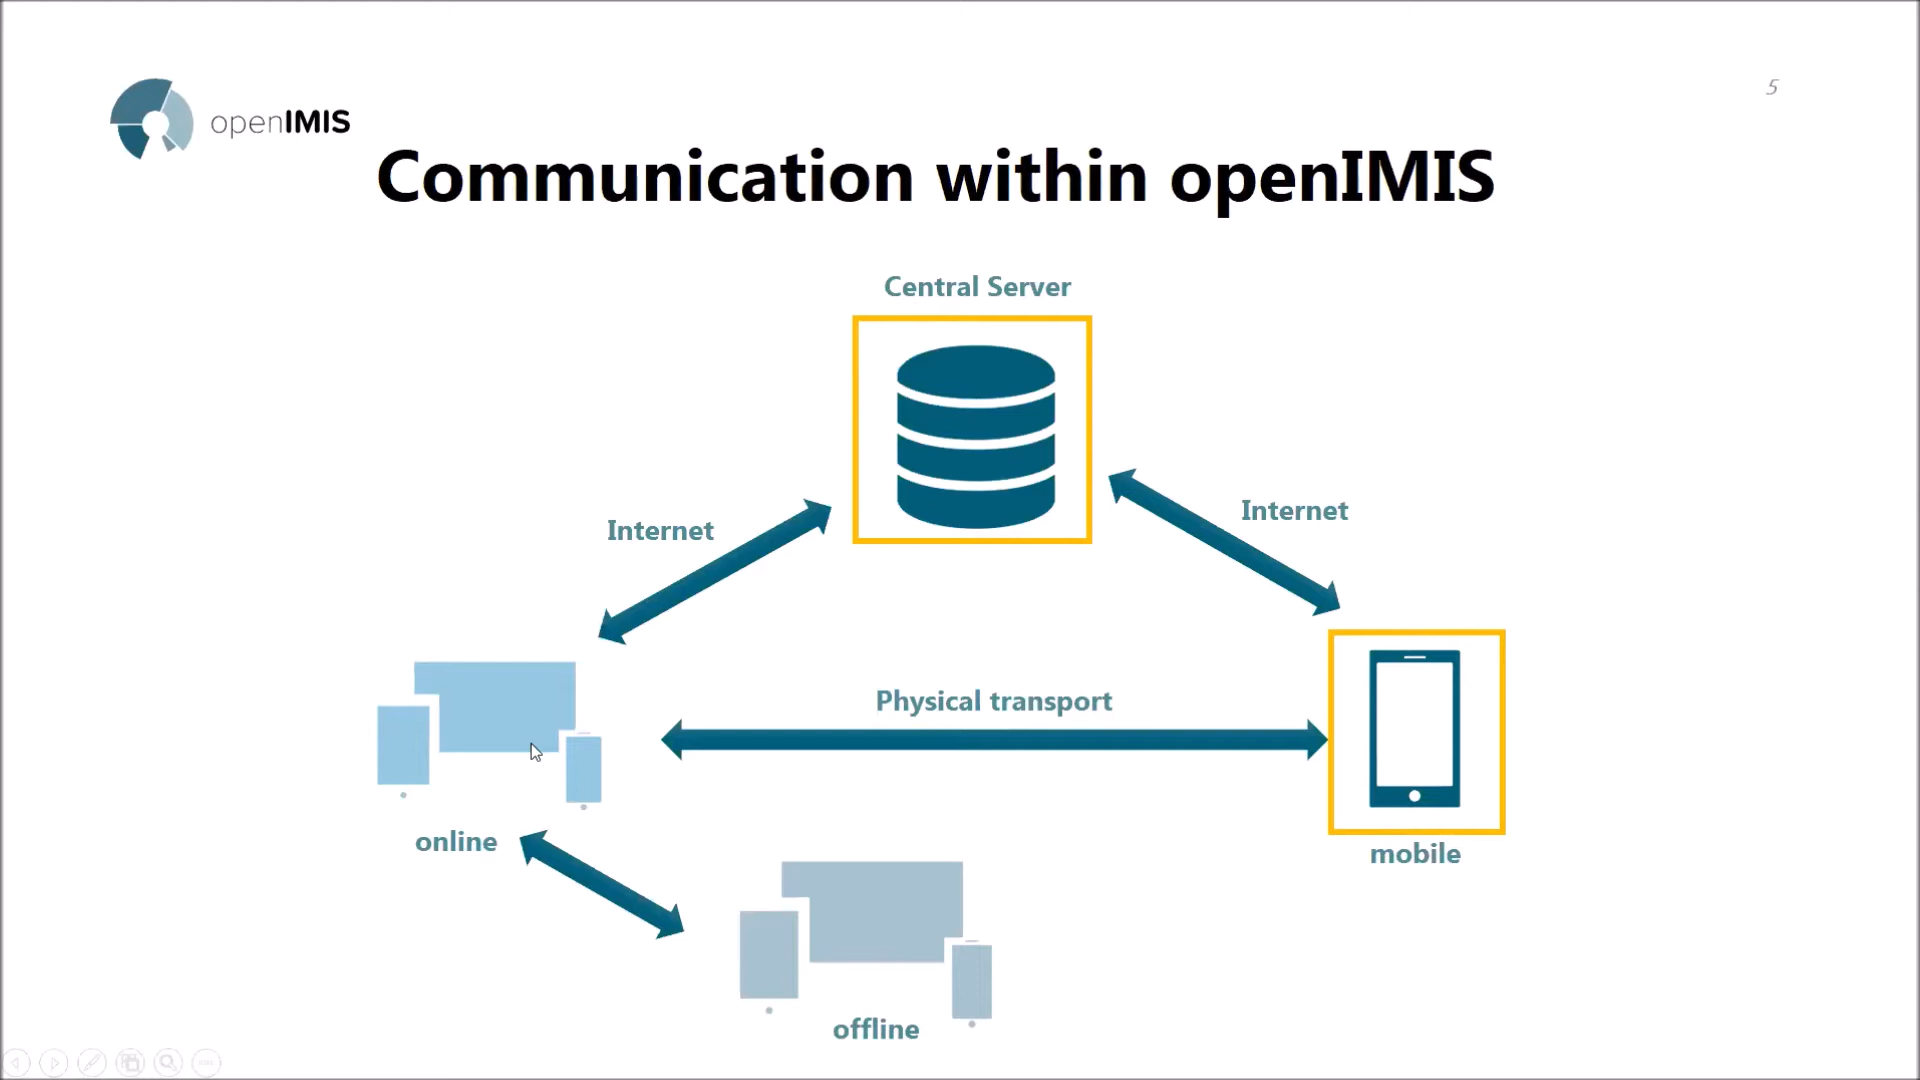 openIMIS
5
Communication within openIMIS
Central Server
Internet
Internet
Physical transport
online
mobile
offline